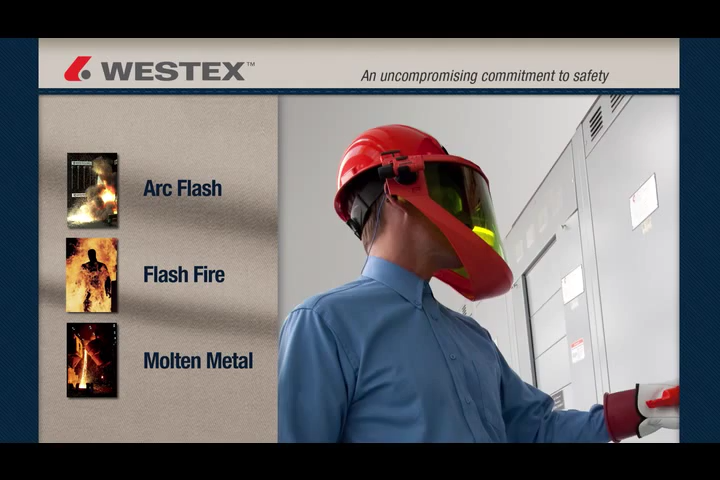 WESTEX™
An uncompromising commitment to safety
Arc Flash
Flash Fire
Molten Metal